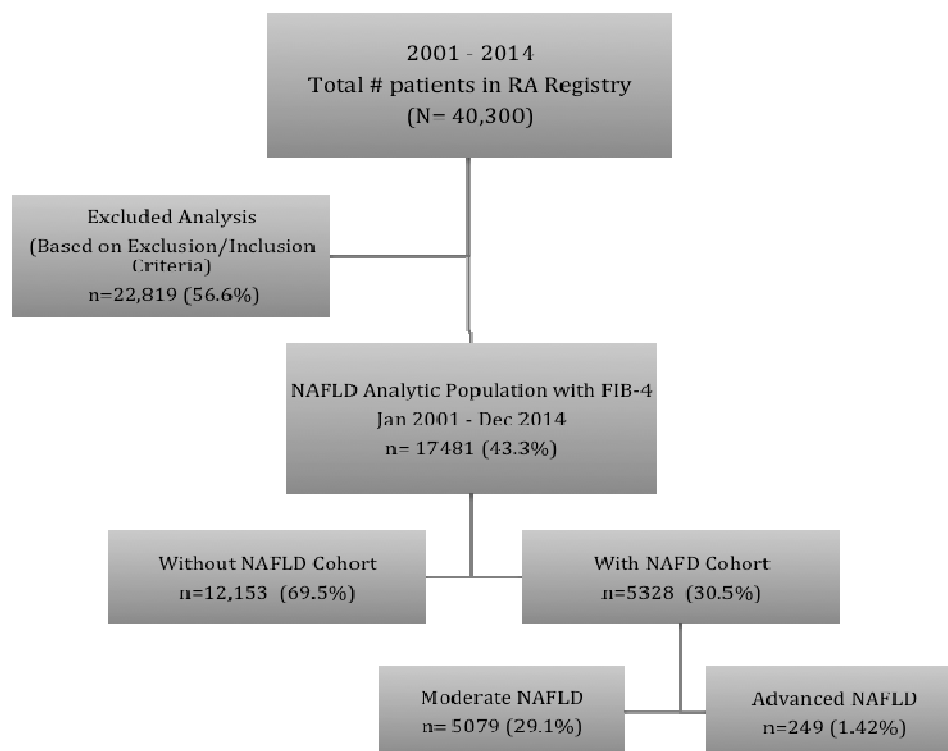 2001 - 2014
Total # patients in RA Registry
(N= 40,300)
Excluded Analysis
(Based on Exclusion/Inclusion
Criteria)
n=22,819 (56.6%)
NAFLD Analytic Population with FIB-4
Jan 2001 - Dec 2014
n= 17481 (43.3%)
Without NAFLD Cohort
n=12,153 (69.5%)
With NAFD Cohort
n=5328 (30.5%)
Moderate NAFLD
n= 5079 (29.1%)
Advanced NAFLD
n=249 (1.42%)